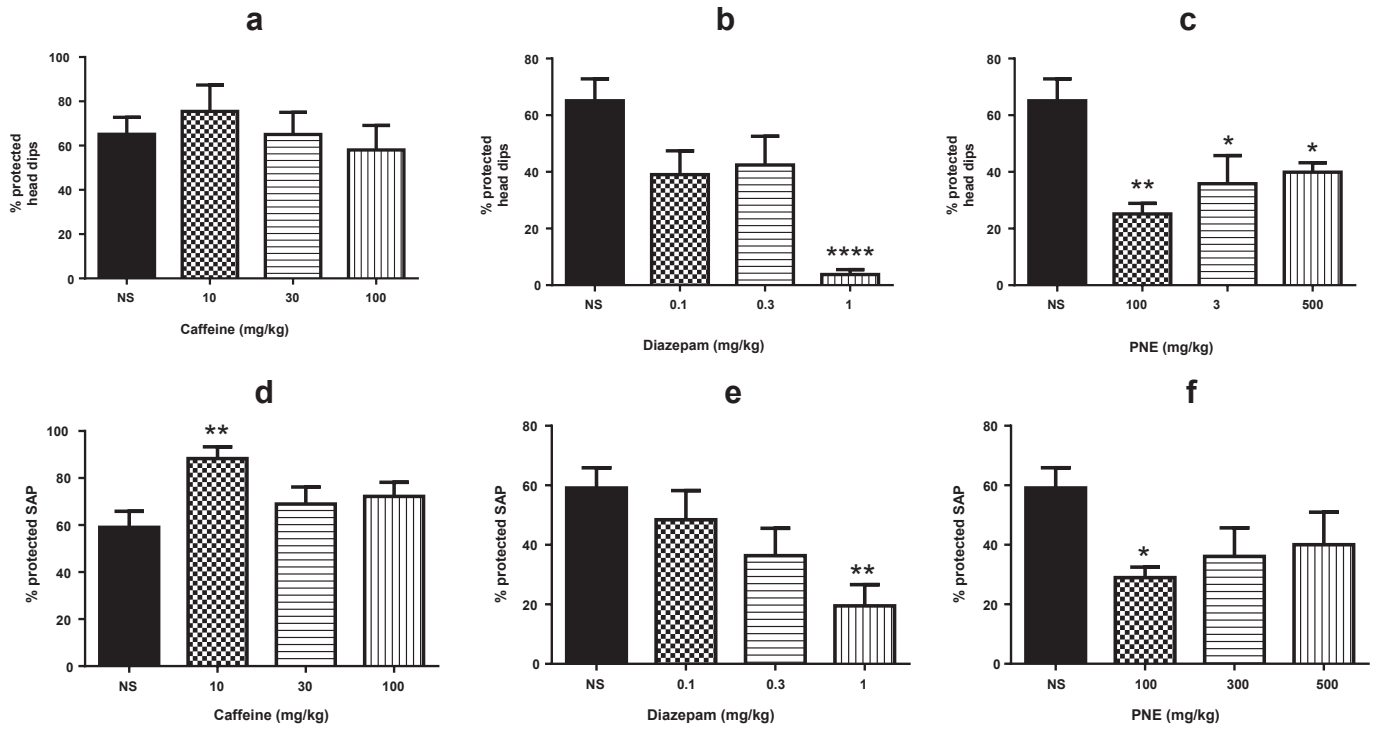 a
b
c
100
80
60
40
20
0
% protected
head dips
NS
10
30
100
Caffeine (mg/kg)
80
60
40
20
0
% protected
head dips
****
NS
0.1
0.3
1
Diazepam (mg/kg)
80
60
40
20
0
% protected
head dips
**
*
*
NS
100
3
500
PNE (mg/kg)
d
e
f
100
80
60
40
20
0
% protected SAP
**
NS
10
30
100
Caffeine (mg/kg)
80
60
40
20
0
% protected SAP
**
NS
0.1
0.3
1
Diazepam (mg/kg)
80
60
40
20
0
% protected SAP
*
NS
100
300
500
PNE (mg/kg)